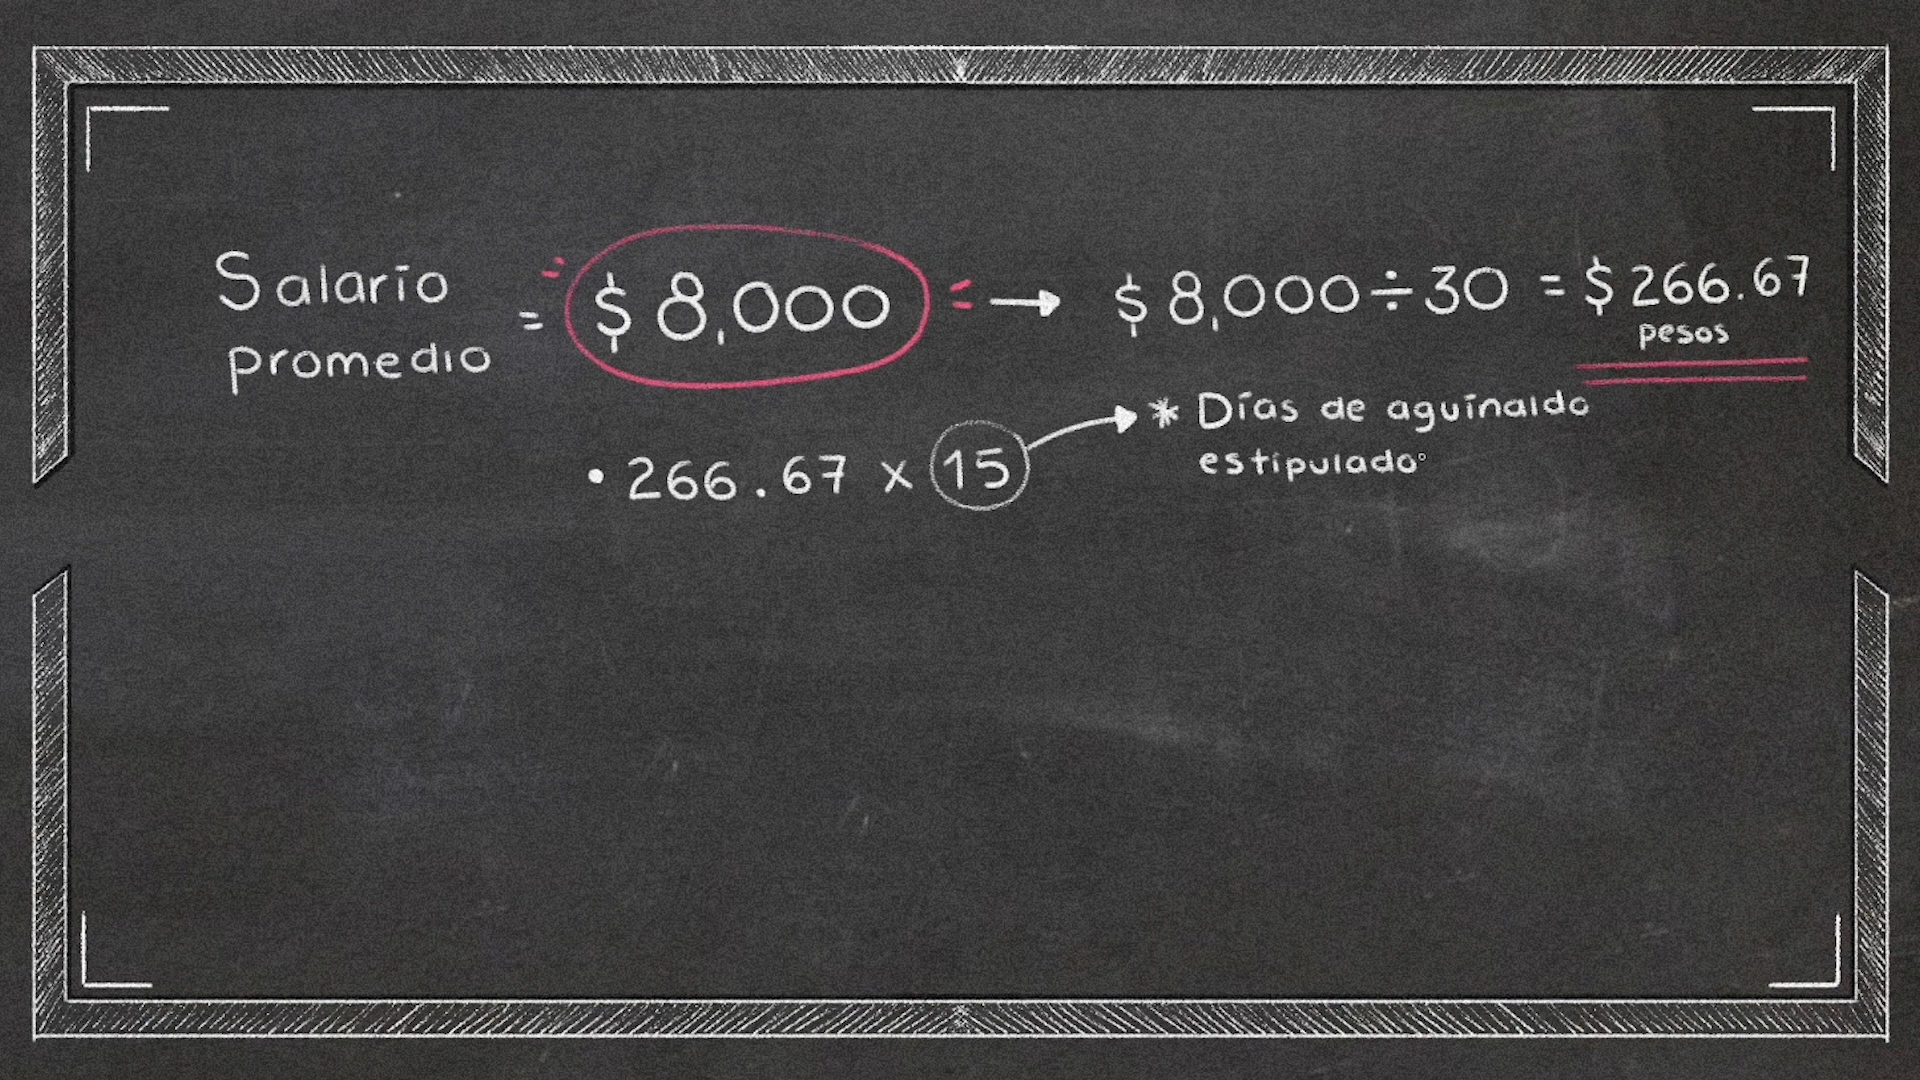 Salario
promedio
= $ 8,000 = → $ 8,000 ÷ 30 = $ 266.67
pesos
• 266.67 x 15
* Días de aguinaldo
estipulado